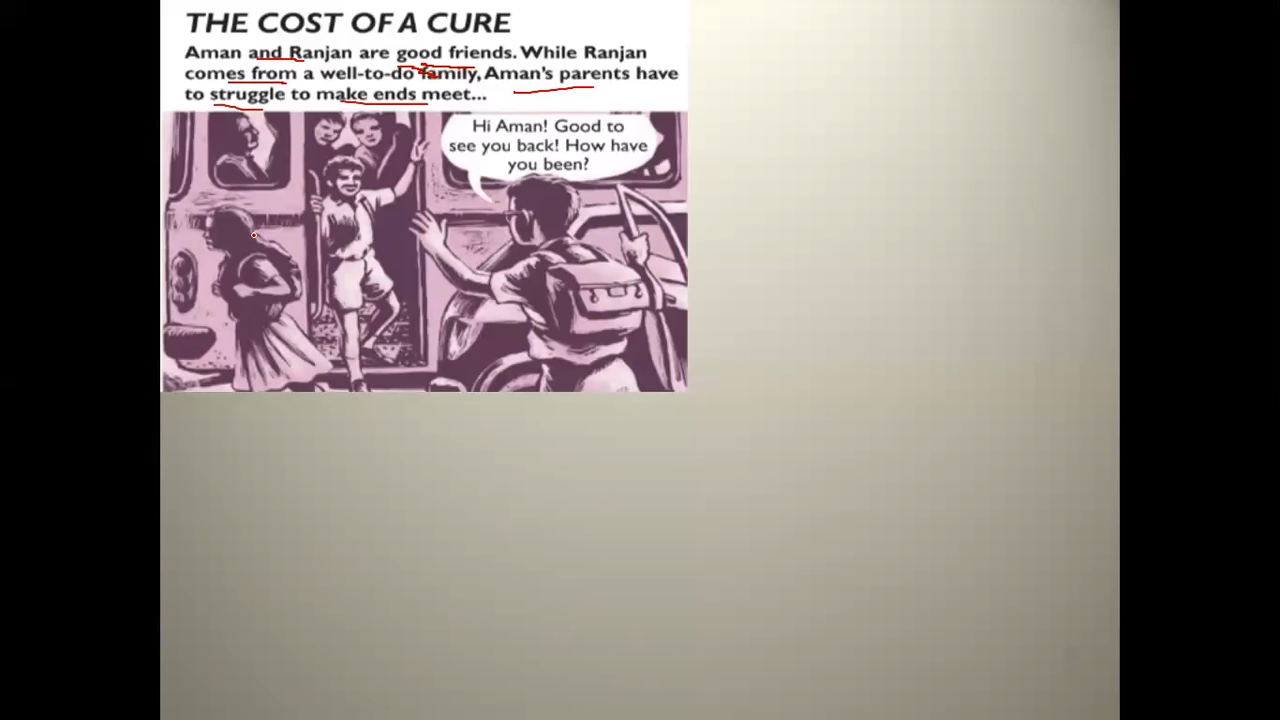 THE COST OF A CURE
Aman and Ranjan are good friends. While Ranjan
comes from a well-to-do family, Aman's parents have
to struggle to make ends meet...
Hi Aman! Good to
see you back! How have
you been?